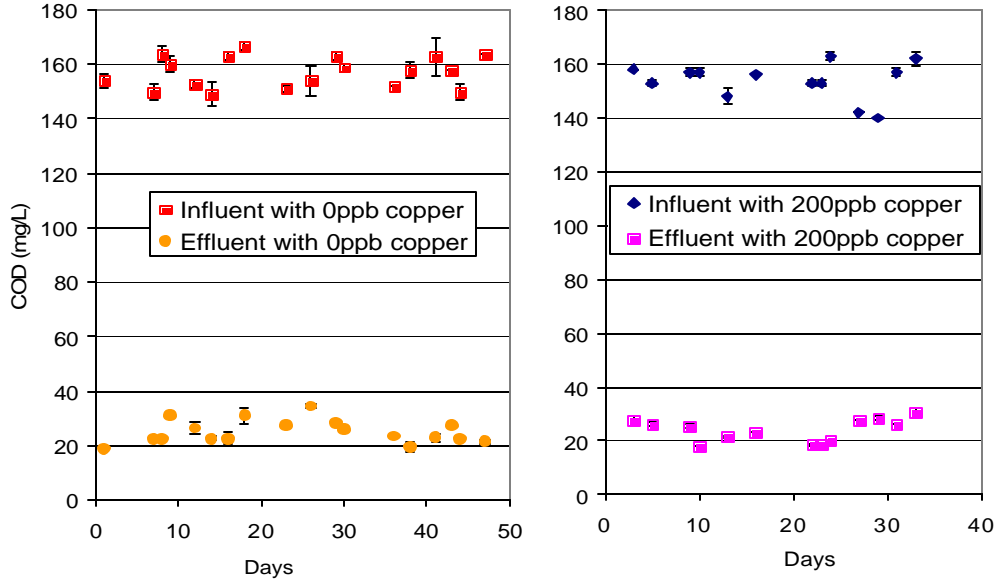 180
160
140
120
100
80
60
40
20
0
COD (mg/L)
Influent with 0ppb copper
Effluent with 0ppb copper
0 10 20 30 40 50
Days
180
160
140
120
100
80
60
40
20
0
Influent with 200ppb copper
Effluent with 200ppb copper
0 10 20 30 40
Days